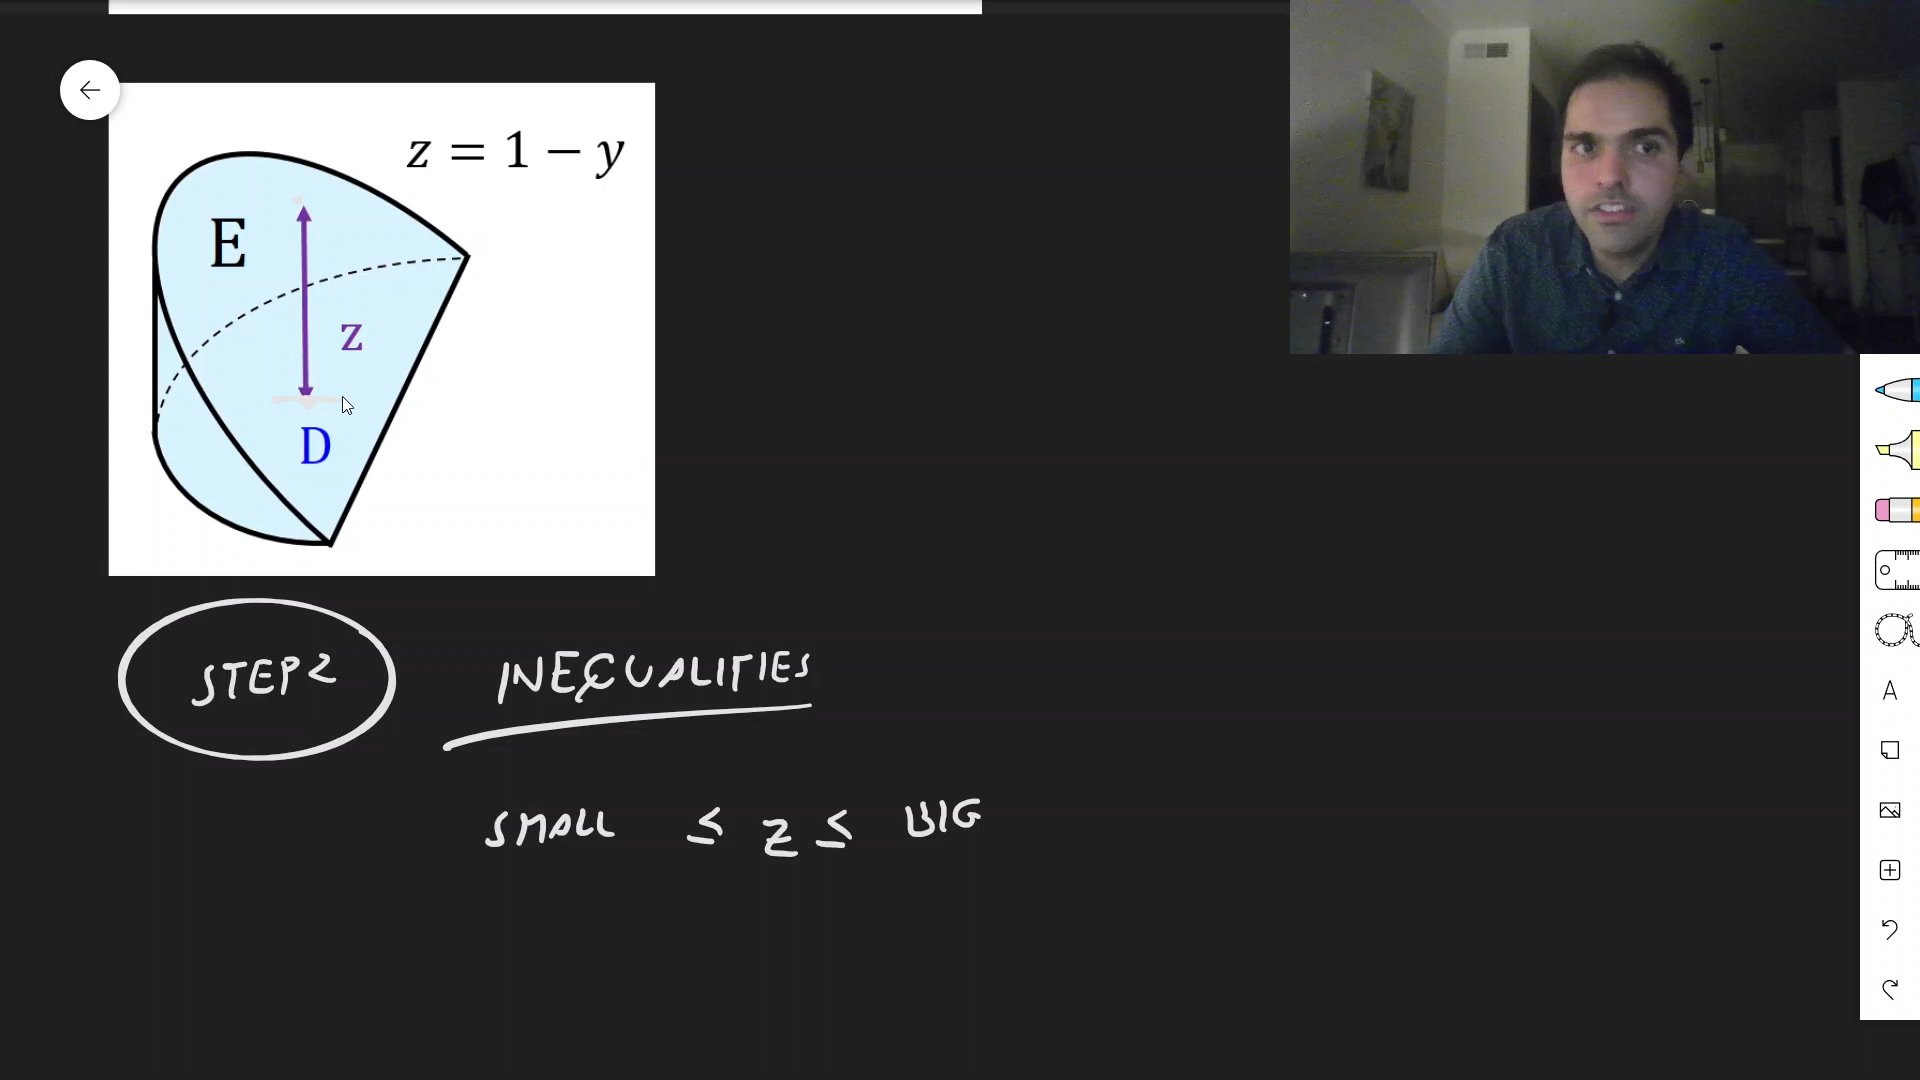 z = 1 − y
E
z
D
STEP 2 INEQUALITIES
SMALL ≤ z ≤ BIG
A